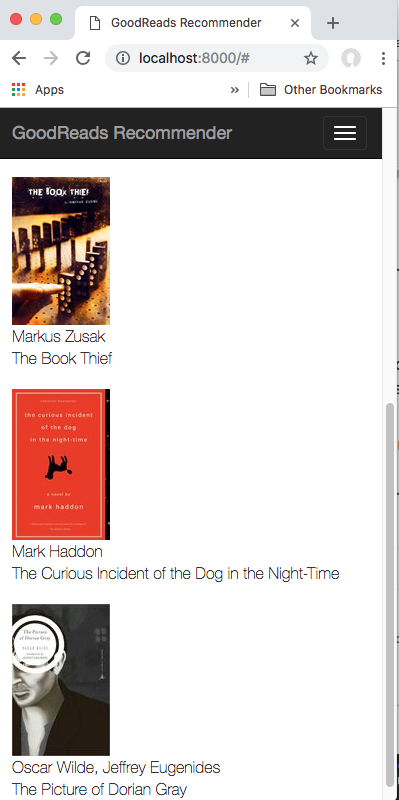 GoodReads Recommender
localhost:8000/#
Apps
»
Other Bookmarks
GoodReads Recommender
THE BOOK THIEF
Markus Zusak
The Book Thief
the curious incident
of the dog
in the night-time
a novel by
mark haddon
Mark Haddon
The Curious Incident of the Dog in the Night-Time
The Picture
of Dorian Gray
OSCAR WILDE
Oscar Wilde, Jeffrey Eugenides
The Picture of Dorian Gray